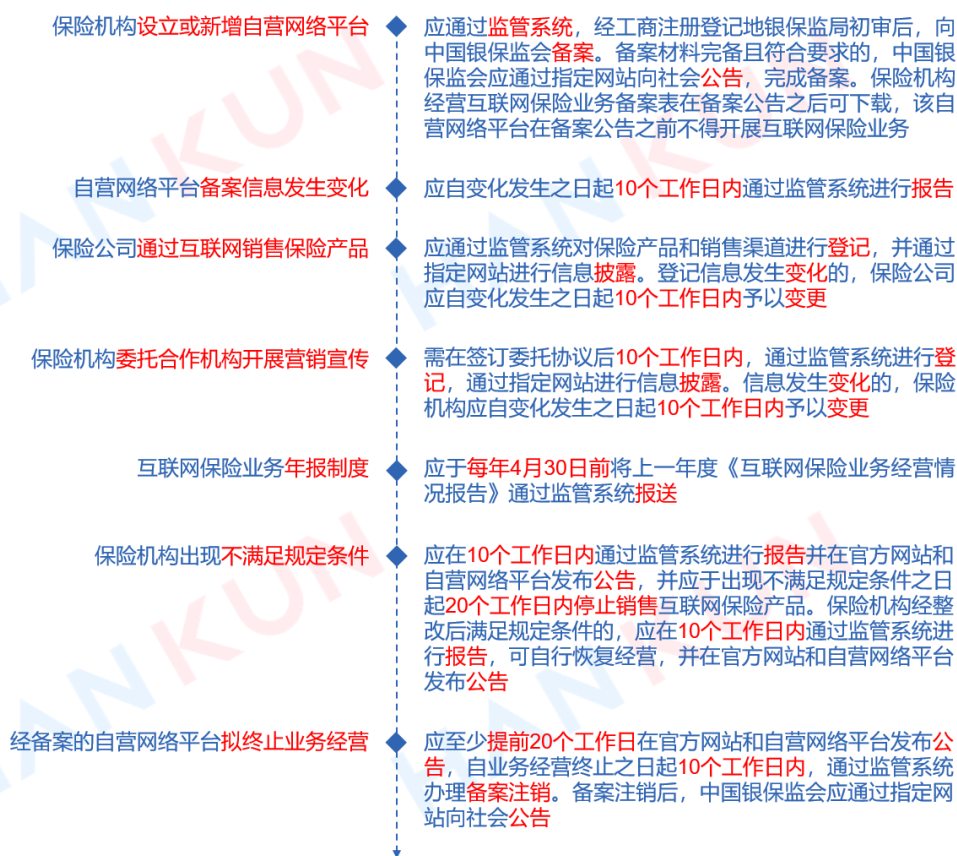 保险机构设立或新增自营网络平台
应通过监管系统，经工商注册登记地银保监局初审后，向
中国银保监会备案。备案材料完备且符合要求的，中国银
保监会应通过指定网站向社会公告，完成备案。保险机构
经营互联网保险业务备案表在备案公告之后可下载，该自
营网络平台在备案公告之前不得开展互联网保险业务
自营网络平台备案信息发生变化
应自变化发生之日起10个工作日内通过监管系统进行报告
保险公司通过互联网销售保险产品
应通过监管系统对保险产品和销售渠道进行登记，并通过
指定网站进行信息披露。登记信息发生变化的，保险公司
应自变化发生之日起10个工作日内予以变更
保险机构委托合作机构开展营销宣传
需在签订委托协议后10个工作日内，通过监管系统进行登
记，通过指定网站进行信息披露。信息发生变化的，保险
机构应自变化发生之日起10个工作日内予以变更
互联网保险业务年报制度
应于每年4月30日前将上一年度《互联网保险业务经营情
况报告》通过监管系统报送
保险机构出现不满足规定条件
应在10个工作日内通过监管系统进行报告并在官方网站和
自营网络平台发布公告，并应于出现不满足规定条件之日
起20个工作日内停止销售互联网保险产品。保险机构经整
改后满足规定条件的，应在10个工作日内通过监管系统进
行报告，可自行恢复经营，并在官方网站和自营网络平台
发布公告
经备案的自营网络平台拟终止业务经营
应至少提前20个工作日在官方网站和自营网络平台发布公
告，自业务经营终止之日起10个工作日内，通过监管系统
办理备案注销。备案注销后，中国银保监会应通过指定网
站向社会公告
HANKUN
HANKUN
HANKUN
HANKUN